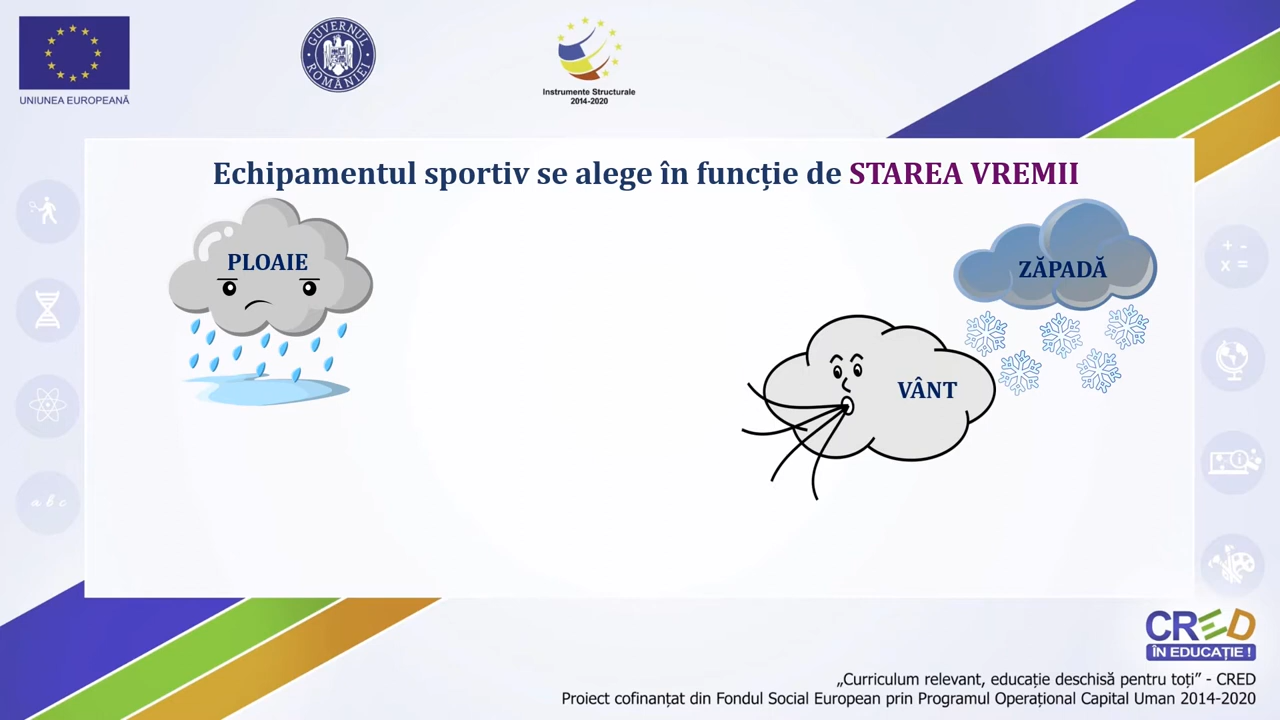 UNIUNEA EUROPEANĂ
GUVERNUL ROMÂNIEI
Instrumente Structurale
2014-2020
Echipamentul sportiv se alege în funcție de STAREA VREMII
PLOAIE
ZĂPADĂ
VÂNT
+ -
x =
a b c
CRED
ÎN EDUCAȚIE !
„Curriculum relevant, educație deschisă pentru toți” - CRED
Proiect cofinanțat din Fondul Social European prin Programul Operațional Capital Uman 2014-2020